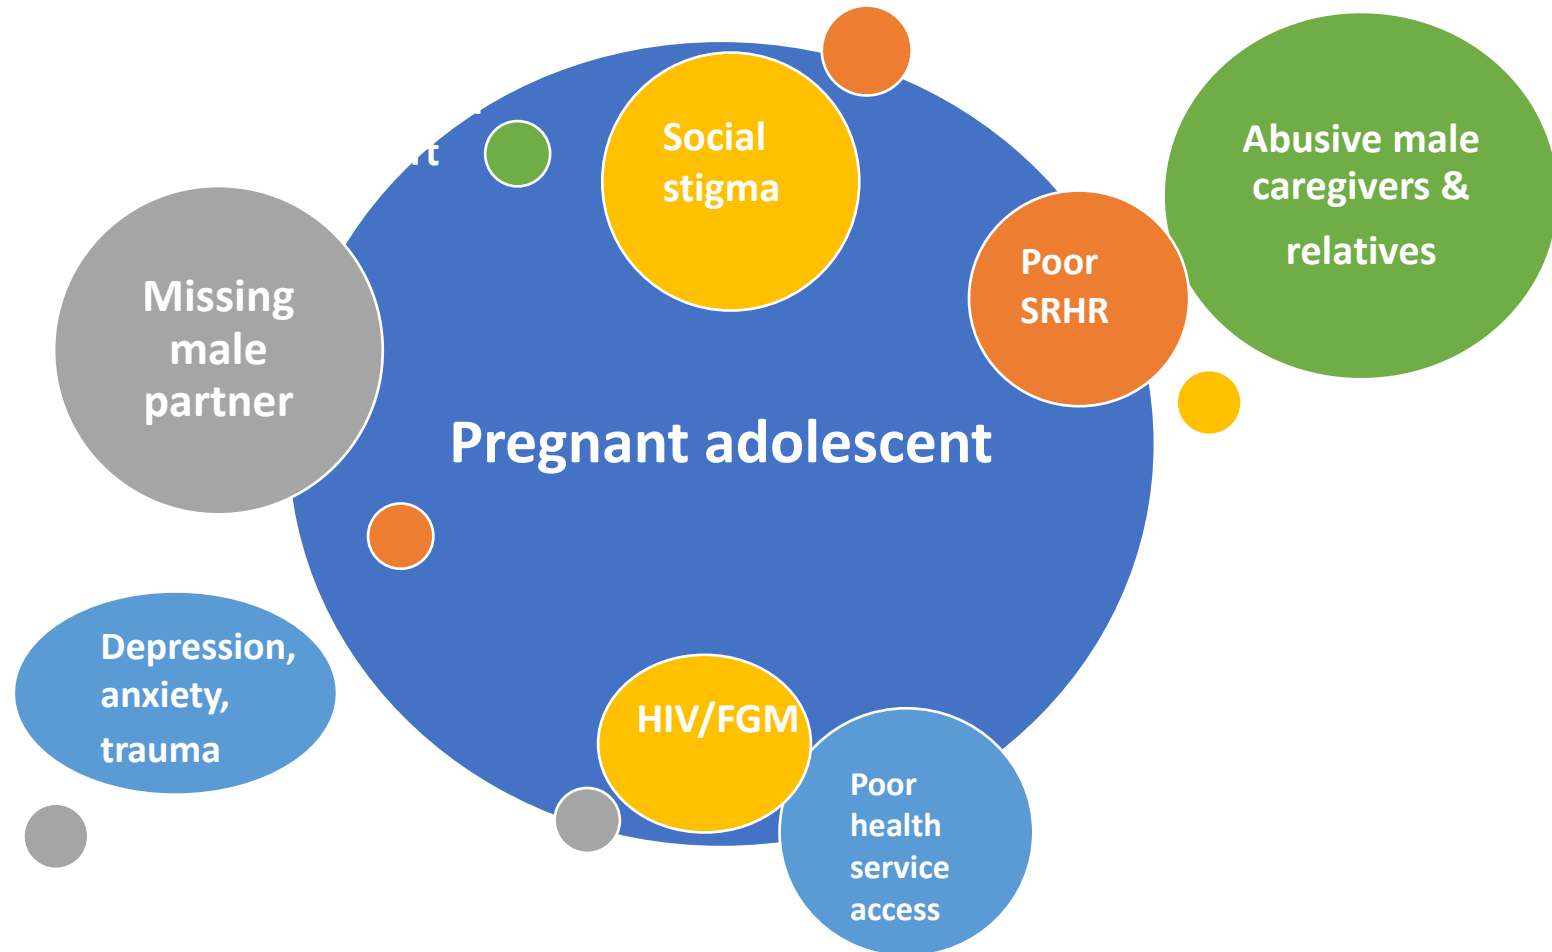 Social
stigma
Abusive male
caregivers &
relatives
Poor
SRHR
Missing
male
partner
Pregnant adolescent
Depression,
anxiety,
trauma
HIV/FGM
Poor
health
service
access